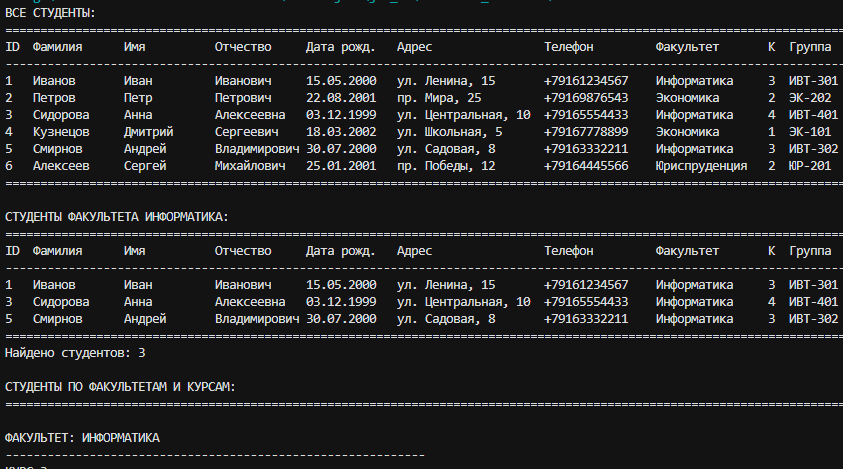 ВСЕ СТУДЕНТЫ:
ID Фамилия Имя Отчество Дата рожд. Адрес Телефон Факультет К Группа
1 Иванов Иван Иванович 15.05.2000 ул. Ленина, 15 +79161234567 Информатика 3 ИВТ-301
2 Петров Петр Петрович 22.08.2001 пр. Мира, 25 +79169876543 Экономика 2 ЭК-202
3 Сидорова Анна Алексеевна 03.12.1999 ул. Центральная, 10 +79165554433 Информатика 4 ИВТ-401
4 Кузнецов Дмитрий Сергеевич 18.03.2002 ул. Школьная, 5 +79167778899 Экономика 1 ЭК-101
5 Смирнов Андрей Владимирович 30.07.2000 ул. Садовая, 8 +79163332211 Информатика 3 ИВТ-302
6 Алексеев Сергей Михайлович 25.01.2001 пр. Победы, 12 +79164445566 Юриспруденция 2 ЮР-201
СТУДЕНТЫ ФАКУЛЬТЕТА ИНФОРМАТИКА:
ID Фамилия Имя Отчество Дата рожд. Адрес Телефон Факультет К Группа
1 Иванов Иван Иванович 15.05.2000 ул. Ленина, 15 +79161234567 Информатика 3 ИВТ-301
3 Сидорова Анна Алексеевна 03.12.1999 ул. Центральная, 10 +79165554433 Информатика 4 ИВТ-401
5 Смирнов Андрей Владимирович 30.07.2000 ул. Садовая, 8 +79163332211 Информатика 3 ИВТ-302
Найдено студентов: 3
СТУДЕНТЫ ПО ФАКУЛЬТЕТАМ И КУРСАМ:
ФАКУЛЬТЕТ: ИНФОРМАТИКА